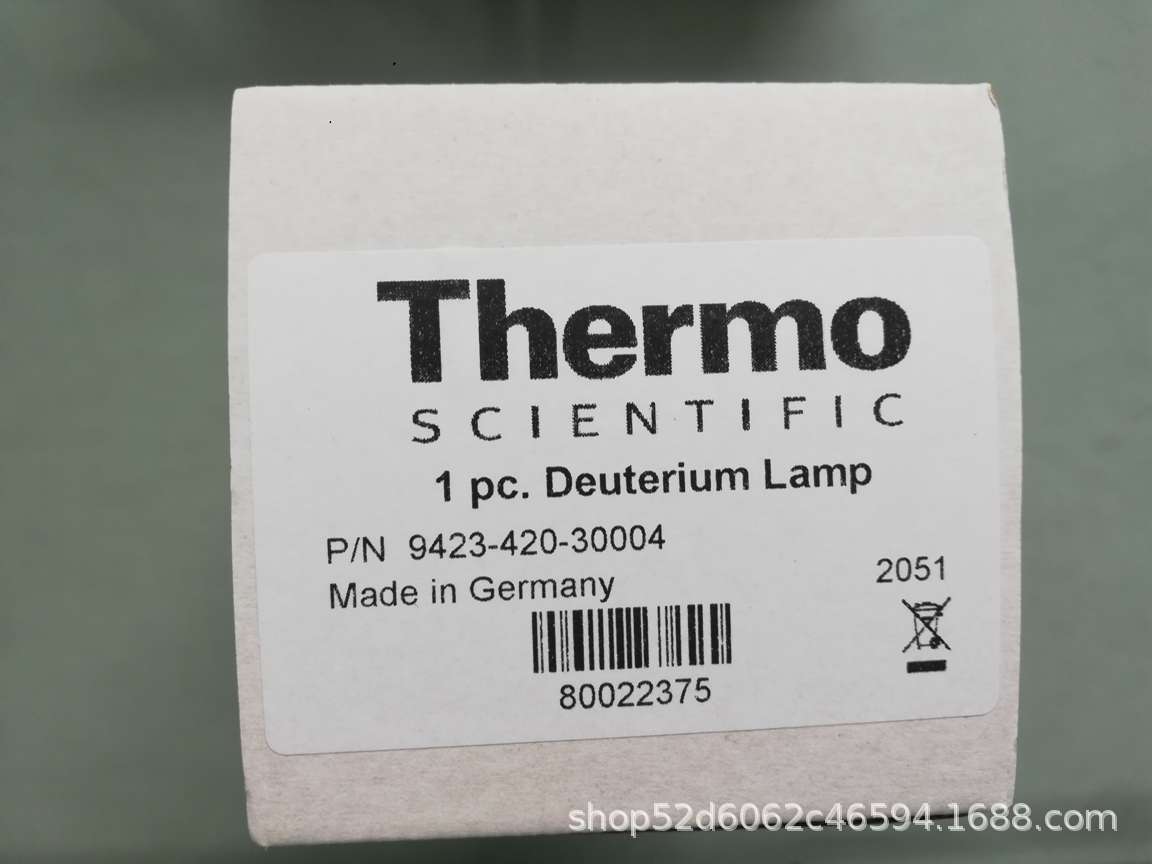 Thermo
SCIENTIFIC
1 pc. Deuterium Lamp
P/N 9423-420-30004
Made in Germany
2051
80022375
shop52d6062c46594.1688.com